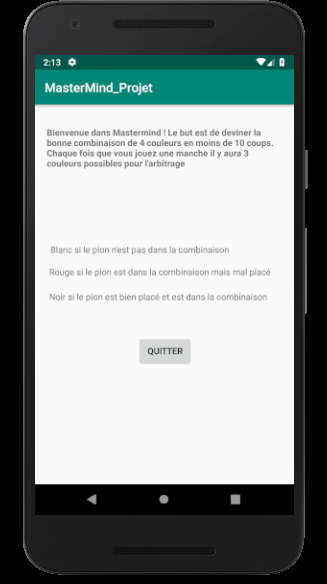 2:13
MasterMind_Projet
Bienvenue dans Mastermind ! Le but est de deviner la
bonne combinaison de 4 couleurs en moins de 10 coups.
Chaque fois que vous jouez une manche il y aura 3
couleurs possibles pour l'arbitrage
Blanc si le pion n'est pas dans la combinaison
Rouge si le pion est dans la combinaison mais mal placé
Noir si le pion est bien placé et est dans la combinaison
QUITTER